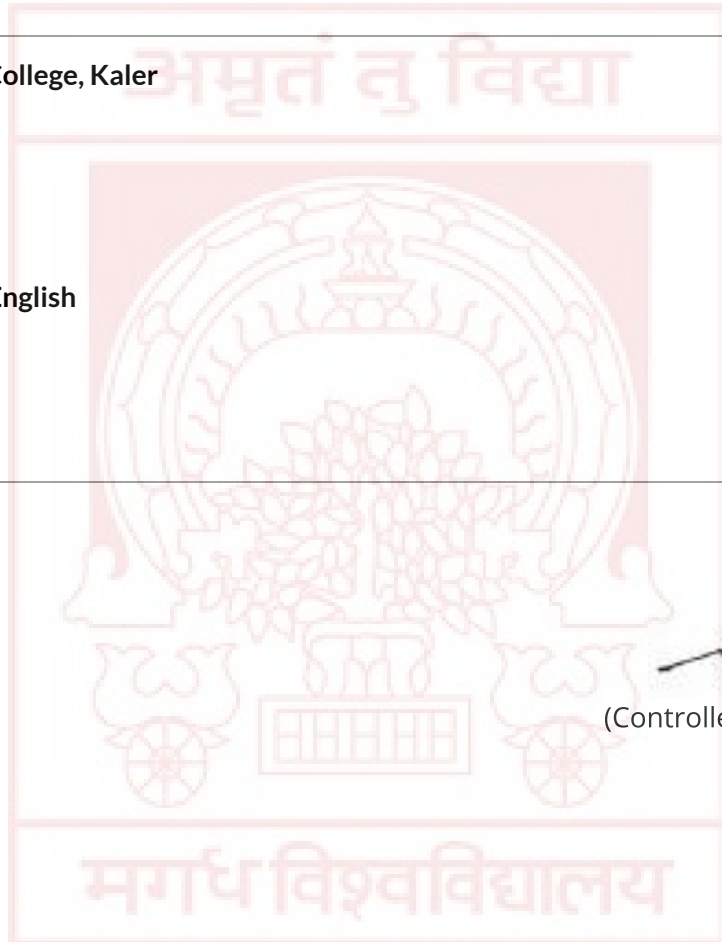 अमृतं तु विद्या
College, Kaler
English
(Controlle
मगध विश्वविद्यालय